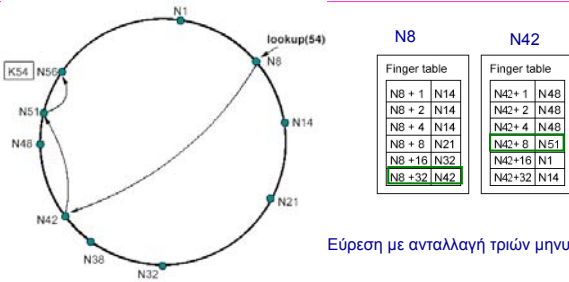 N1
lookup(54)
N8
K54 N56
N51
N14
N48
N21
N42
N38
N32
N8
Finger table
N8 + 1 N14
N8 + 2 N14
N8 + 4 N14
N8 + 8 N21
N8 +16 N32
N8 +32 N42
N42
Finger table
N42+ 1 N48
N42+ 2 N48
N42+ 4 N48
N42+ 8 N51
N42+16 N1
N42+32 N14
Εύρεση με ανταλλαγή τριών μηνυ